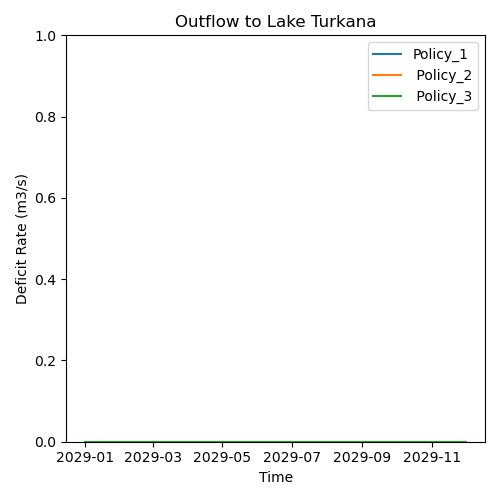 Outflow to Lake Turkana
1.0
0.8
0.6
0.4
0.2
0.0
Deficit Rate (m3/s)
Policy_1
Policy_2
Policy_3
2029-01 2029-03 2029-05 2029-07 2029-09 2029-11
Time